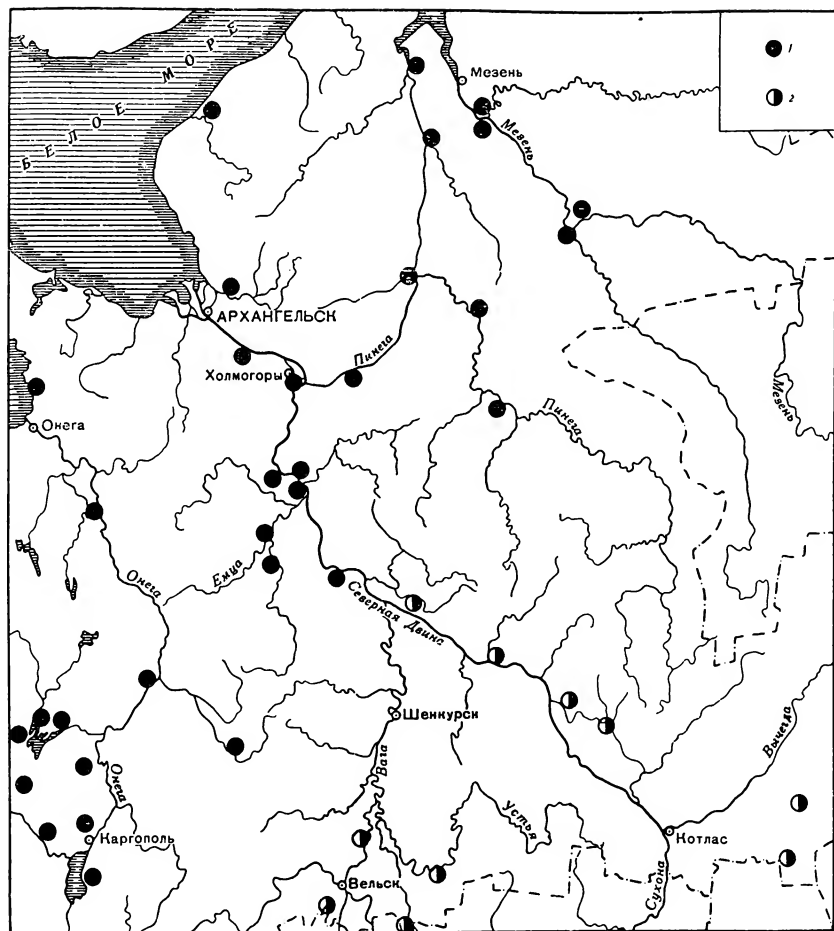 БЕЛОЕ МОРЕ
1
2
Мезень
Мезень
АРХАНГЕЛЬСК
Холмогоры
Пинега
Онега
Пинега
Мезень
Онега
Емца
Северная Двина
Шенкурск
Вага
Вычегда
Онега
Устья
Каргополь
Котлас
Вельск
Сухона